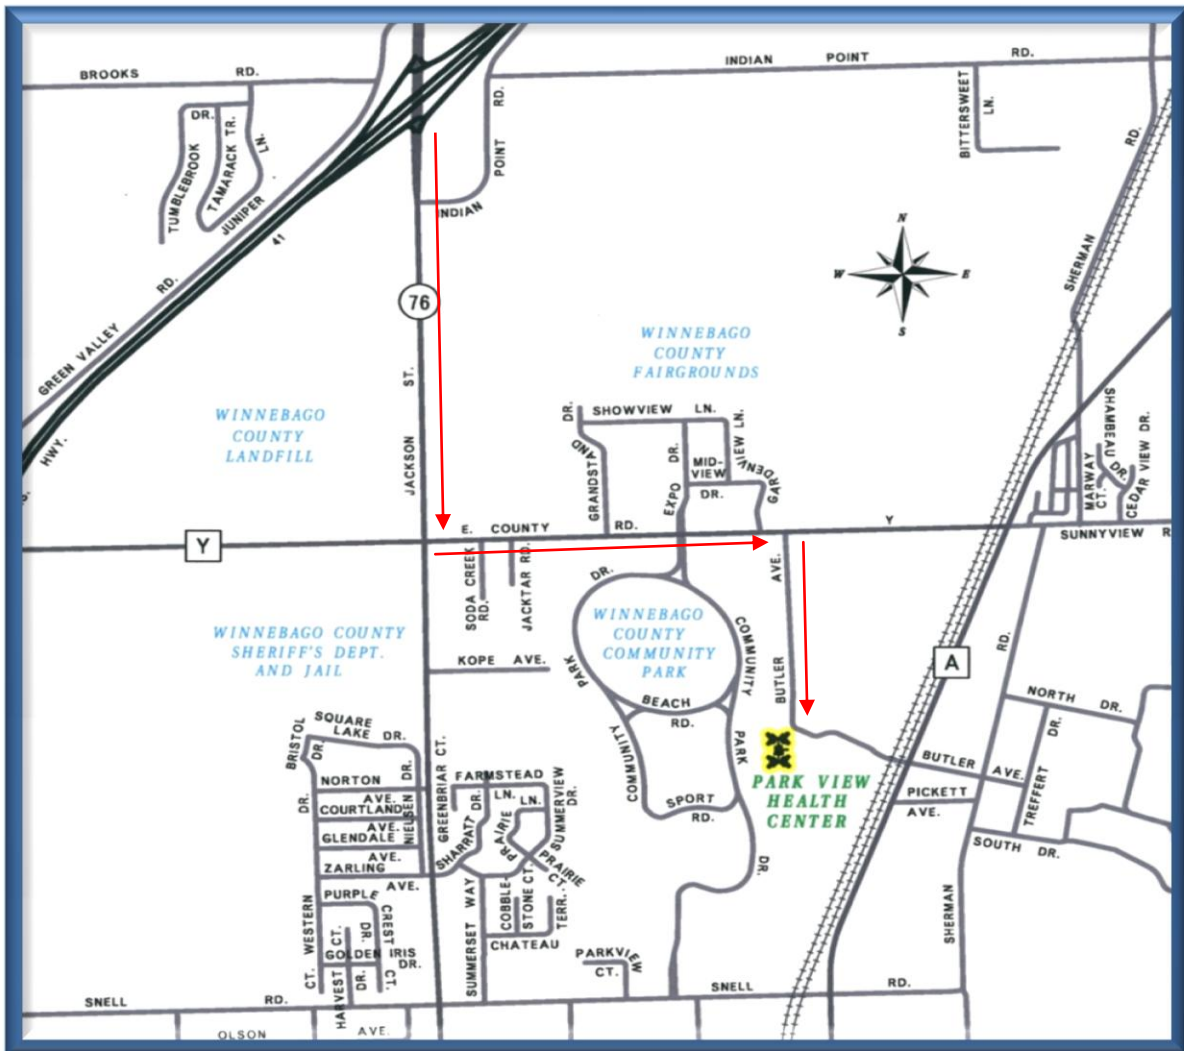 BROOKS RD.
INDIAN POINT RD.
BITTERSWEET LN.
RD.
DR.
TUMBLEBROOK
TAMARACK TR.
LN.
JUNIPER
POINT RD.
INDIAN
41
N
W E
S
SHERMAN
RD.
GREEN VALLEY
HWY.
S.
76
JACKSON ST.
WINNEBAGO
COUNTY
FAIRGROUNDS
WINNEBAGO
COUNTY
LANDFILL
DR.
SHOWVIEW LN.
GRANDSTAND
EXPO DR.
MID-
VIEW
DR.
GARDENVIEW LN.
SHAMBEAU
DR.
MARWAY
CT.
CEDAR VIEW DR.
E. COUNTY RD. Y
SUNNYVIEW R
Y
SODA CREEK
RD.
JACKTAR RD.
DR.
AVE.
BUTLER
WINNEBAGO
COUNTY
COMMUNITY
PARK
COMMUNITY
PARK
WINNEBAGO COUNTY
SHERIFF'S DEPT.
AND JAIL
KOPE AVE.
A
RD.
BEACH
RD.
COMMUNITY
PARK
DR.
SPORT
RD.
NORTH DR.
BRISTOL
DR.
SQUARE
LAKE DR.
DR.
NORTON
AVE.
COURTLAND
AVE.
GLENDALE
AVE.
ZARLING
AVE.
NIELSEN
DR.
GREENBRIAR CT.
FARMSTEAD
LN.
DR.
SHARRATT
LN.
PRAIRIE
SUMMERVIEW
DR.
PRAIRIE
CT.
PARK VIEW
HEALTH
CENTER
BUTLER AVE.
PICKETT
AVE.
TREFFERT
DR.
SOUTH DR.
PURPLE
CREST CT.
DR.
WESTERN
CT.
GOLDEN IRIS
DR.
HARVEST CT.
DR.
SUMMERSET WAY
COBBLE-
STONE CT.
TERR.
CHATEAU
PARKVIEW
CT.
SHERMAN
SNELL RD.
SNELL RD.
OLSON AVE.